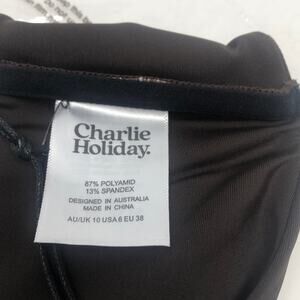 Charlie
Holiday.
87% POLYAMID
13% SPANDEX
DESIGNED IN AUSTRALIA
MADE IN CHINA
AU/UK 10 USA 6 EU 38